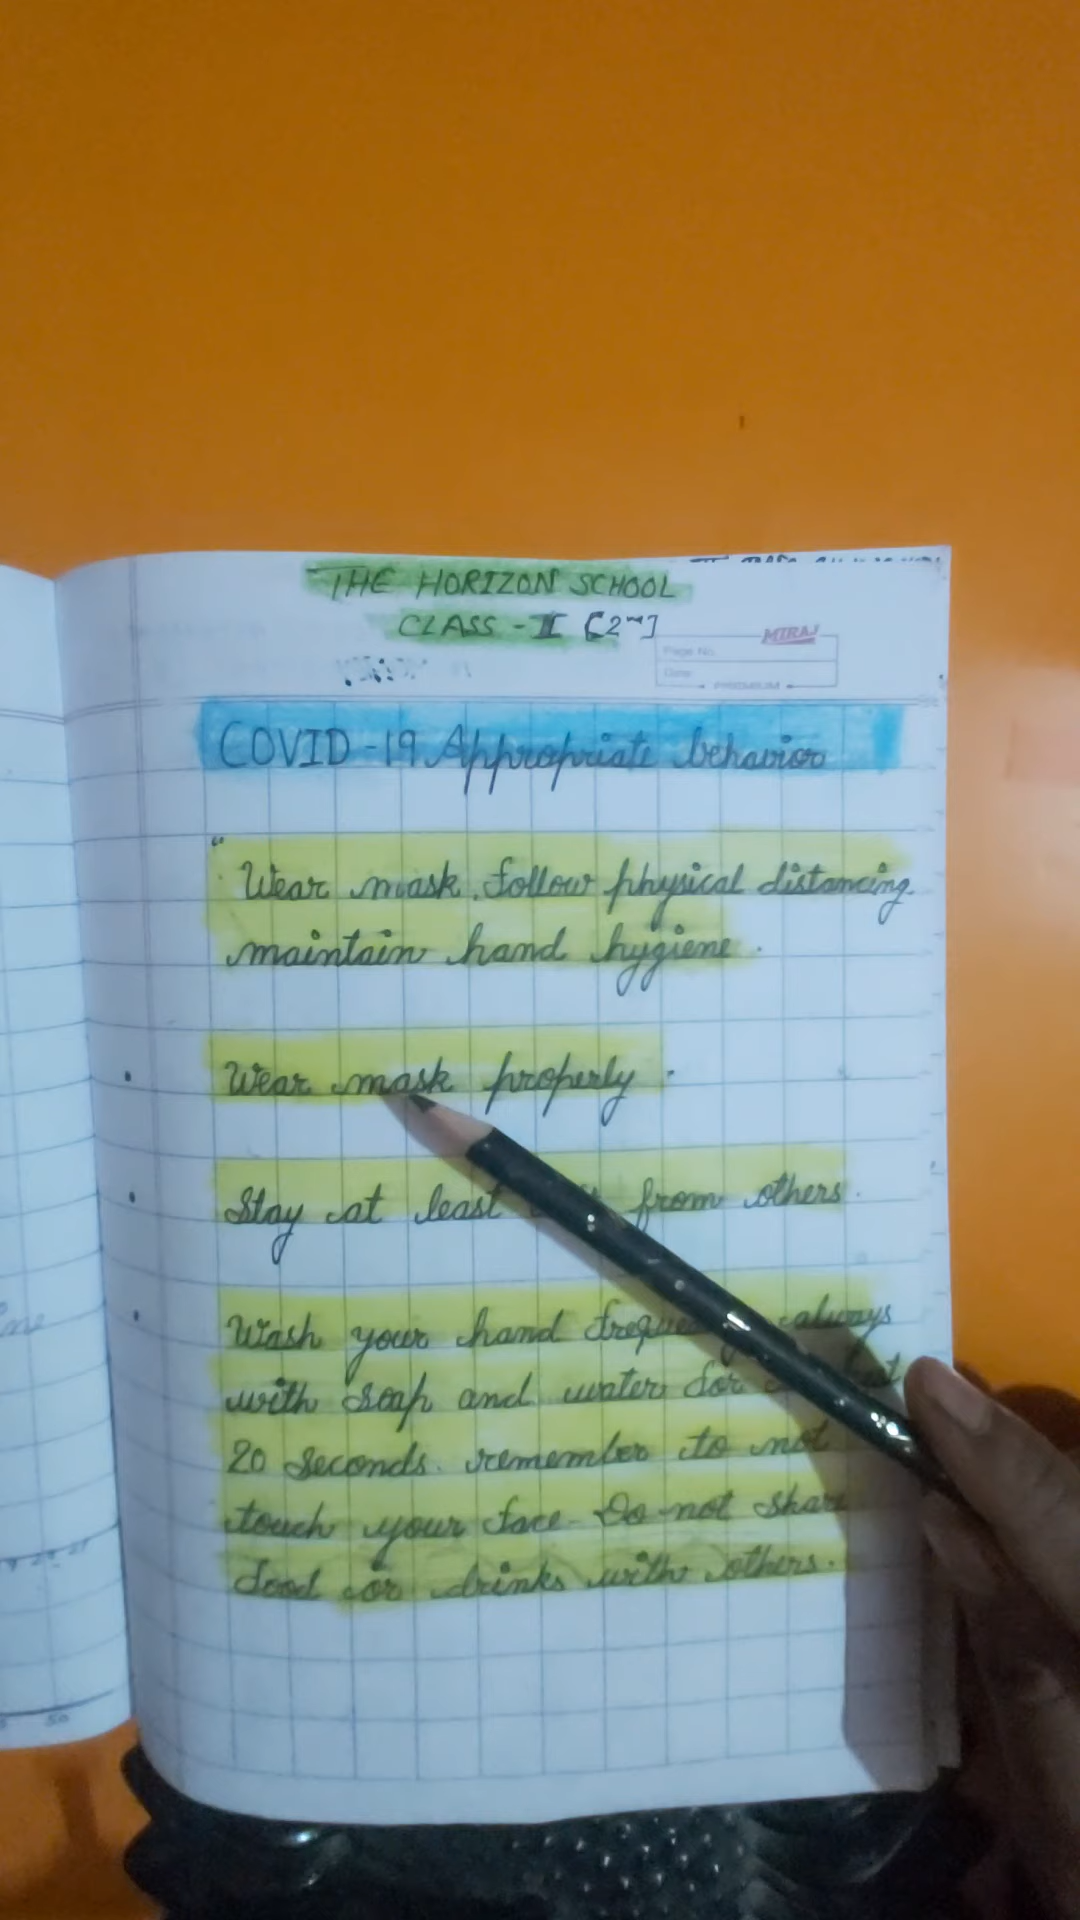 THE HORIZON SCHOOL
CLASS - II [2nd]
MIRAJ
Page No.
Date:
PREMIUM
COVID-19 Appropriate behavior
"Wear mask. follow physical distancing.
maintain hand hygiene.
Wear mask properly.
Stay at least from others.
Wash your hand always
with soap and water for
20 seconds. remember to not
touch your face. Do not share
food or drinks with others.